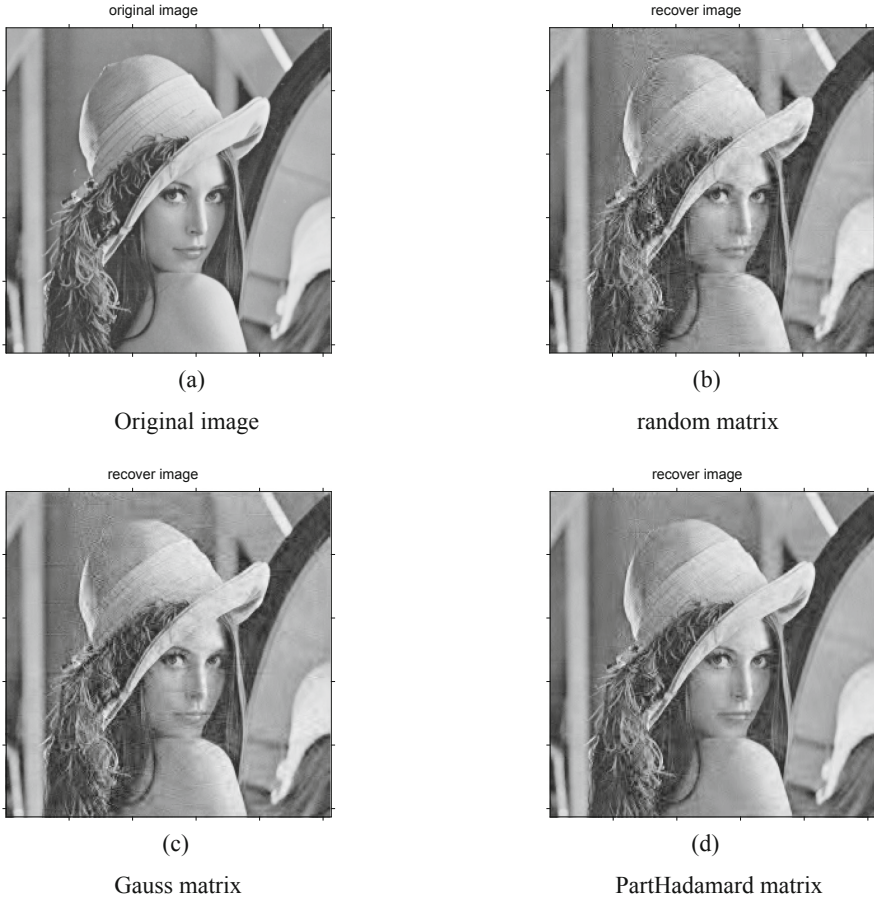 original image
recover image
(a)
(b)
Original image
random matrix
recover image
recover image
(c)
(d)
Gauss matrix
PartHadamard matrix